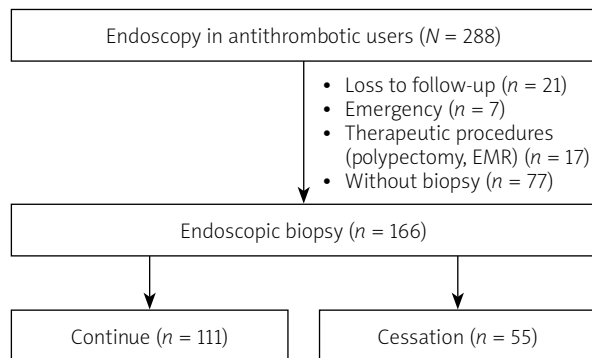 Endoscopy in antithrombotic users (N = 288)
• Loss to follow-up (n = 21)
• Emergency (n = 7)
• Therapeutic procedures
(polypectomy, EMR) (n = 17)
• Without biopsy (n = 77)
Endoscopic biopsy (n = 166)
Continue (n = 111)
Cessation (n = 55)